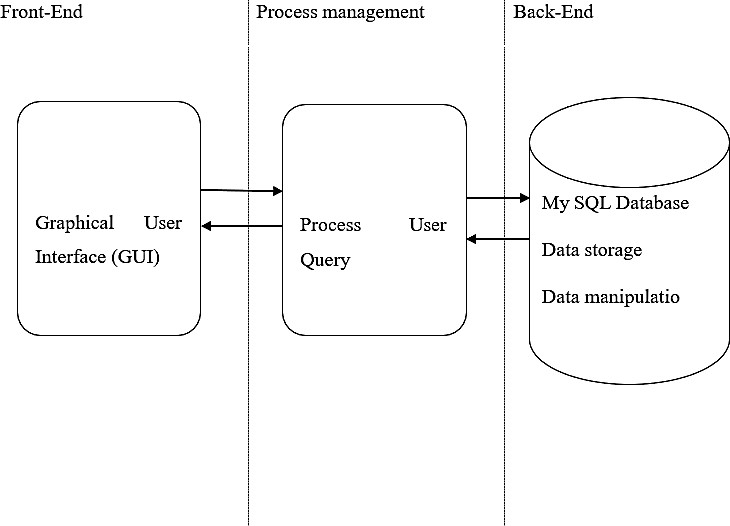 Front-End
Process management
Back-End
Graphical User
Interface (GUI)
Process User
Query
My SQL Database
Data storage
Data manipulatio